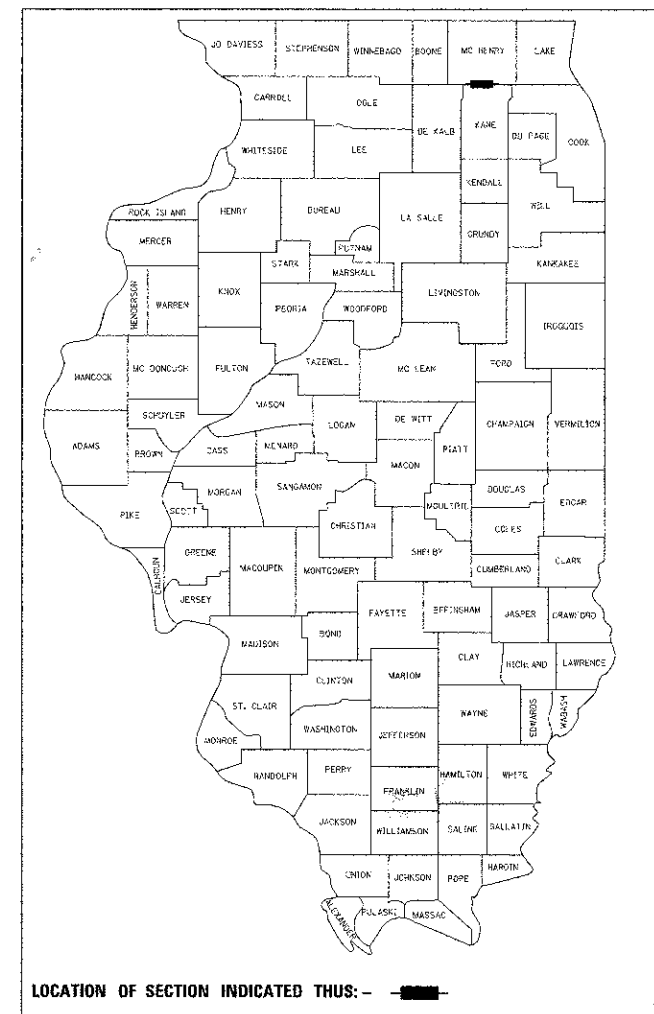 JO DAVIESS STEPHENSON WINNEBAGO BOONE MC HENRY LAKE
CARROLL OGLE DE KALB KANE DU PAGE COOK
WHITESIDE LEE KENDALL
ROCK ISLAND HENRY BUREAU LA SALLE GRUNDY WILL
MERCER PUTNAM KANKAKEE
HENDERSON WARREN KNOX STARK MARSHALL
PEORIA WOODFORD LIVINGSTON IROQUOIS
HANCOCK MC DONOUGH FULTON TAZEWELL MC LEAN FORD
SCHUYLER MASON LOGAN DE WITT CHAMPAIGN VERMILION
ADAMS BROWN CASS MENARD MACON PIATT
PIKE SCOTT MORGAN SANGAMON CHRISTIAN MOULTRIE DOUGLAS EDGAR
COLES
CALHOUN GREENE MACOUPIN MONTGOMERY SHELBY CUMBERLAND CLARK
JERSEY BOND FAYETTE EFFINGHAM JASPER CRAWFORD
MADISON CLAY RICHLAND LAWRENCE
CLINTON MARION
ST. CLAIR WASHINGTON JEFFERSON WAYNE EDWARDS WABASH
MONROE
RANDOLPH PERRY FRANKLIN HAMILTON WHITE
JACKSON WILLIAMSON SALINE GALLATIN
UNION JOHNSON POPE HARDIN
ALEXANDER PULASKI MASSAC
LOCATION OF SECTION INDICATED THUS: -